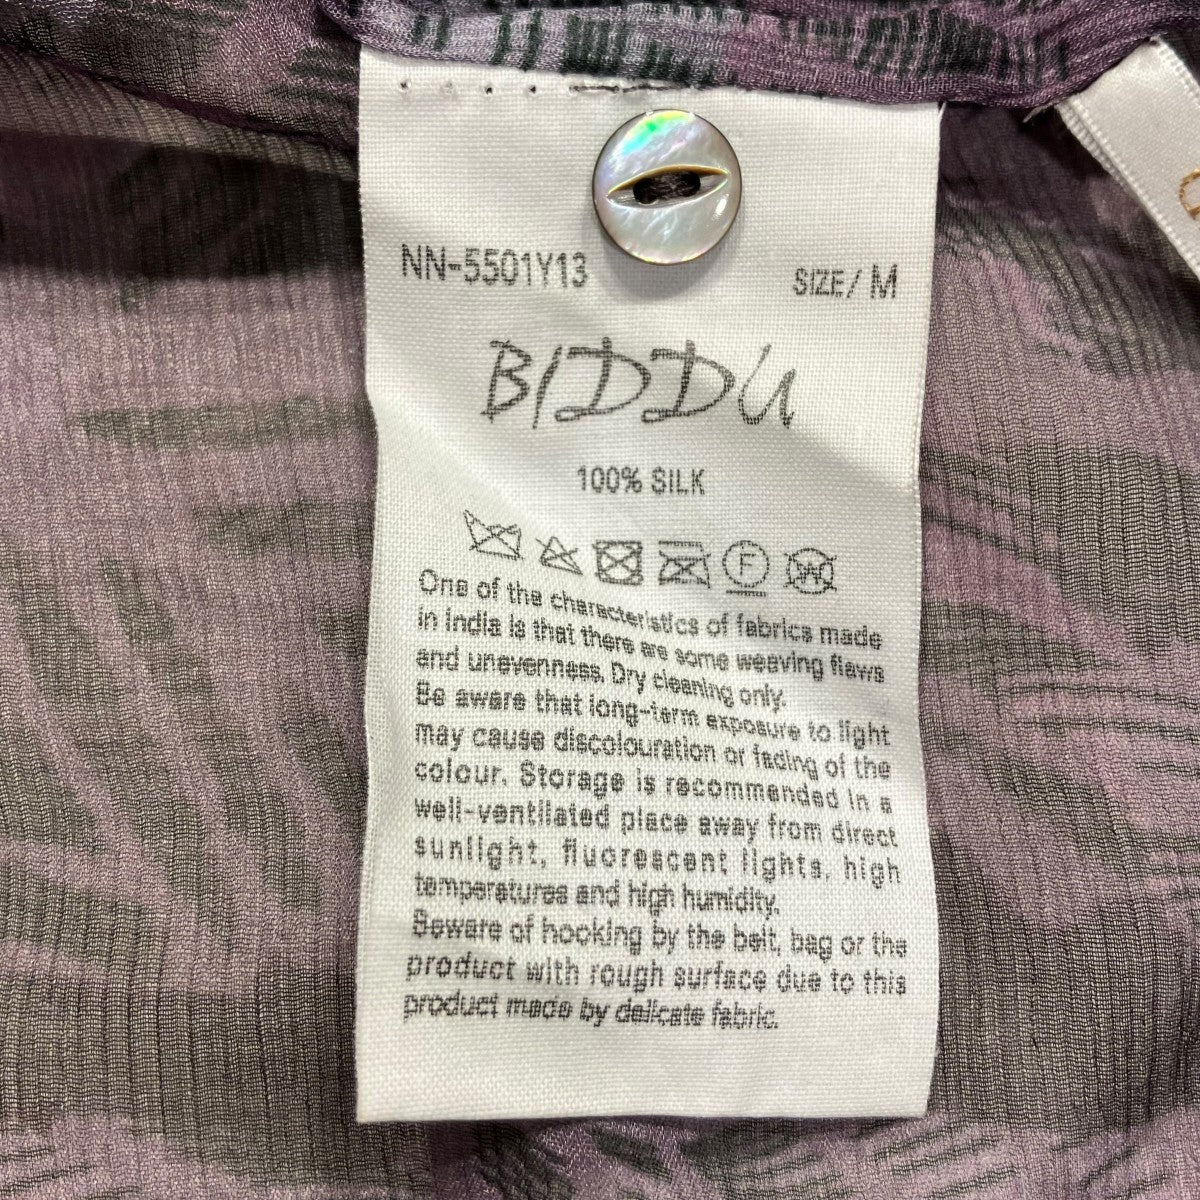 NN-5501Y13
SIZE/ M
BIDDU
100% SILK
F
W
One of the characteristics of fabrics made
in India is that there are some weaving flaws
and unevenness. Dry cleaning only.
Be aware that long-term exposure to light
may cause discolouration or fading of the
colour. Storage is recommended in a
well-ventilated place away from direct
sunlight, fluorescent lights, high
temperatures and high humidity.
Beware of hooking by the belt, bag or the
product with rough surface due to this
product made by delicate fabric.